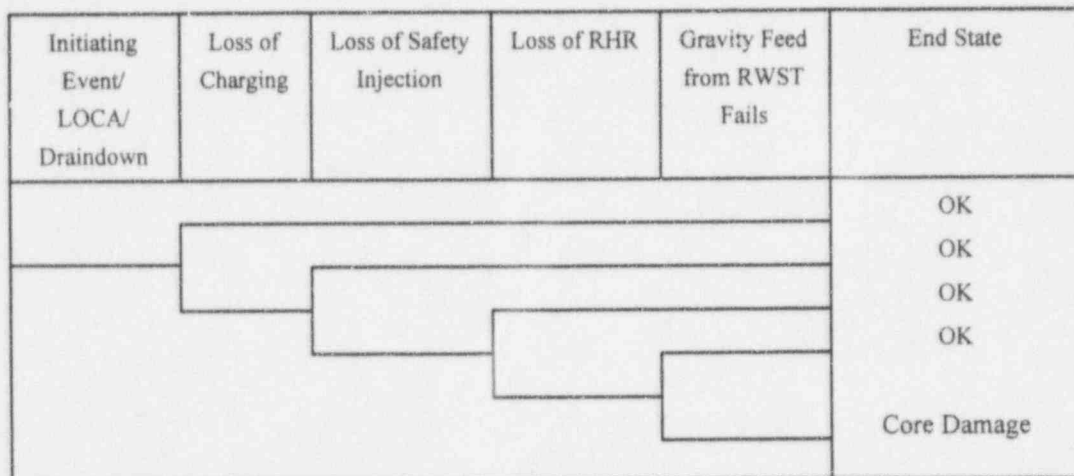 Initiating
Event/
LOCA/
Draindown
Loss of
Charging
Loss of Safety
Injection
Loss of RHR
Gravity Feed
from RWST
Fails
End State
OK
OK
OK
OK
Core Damage